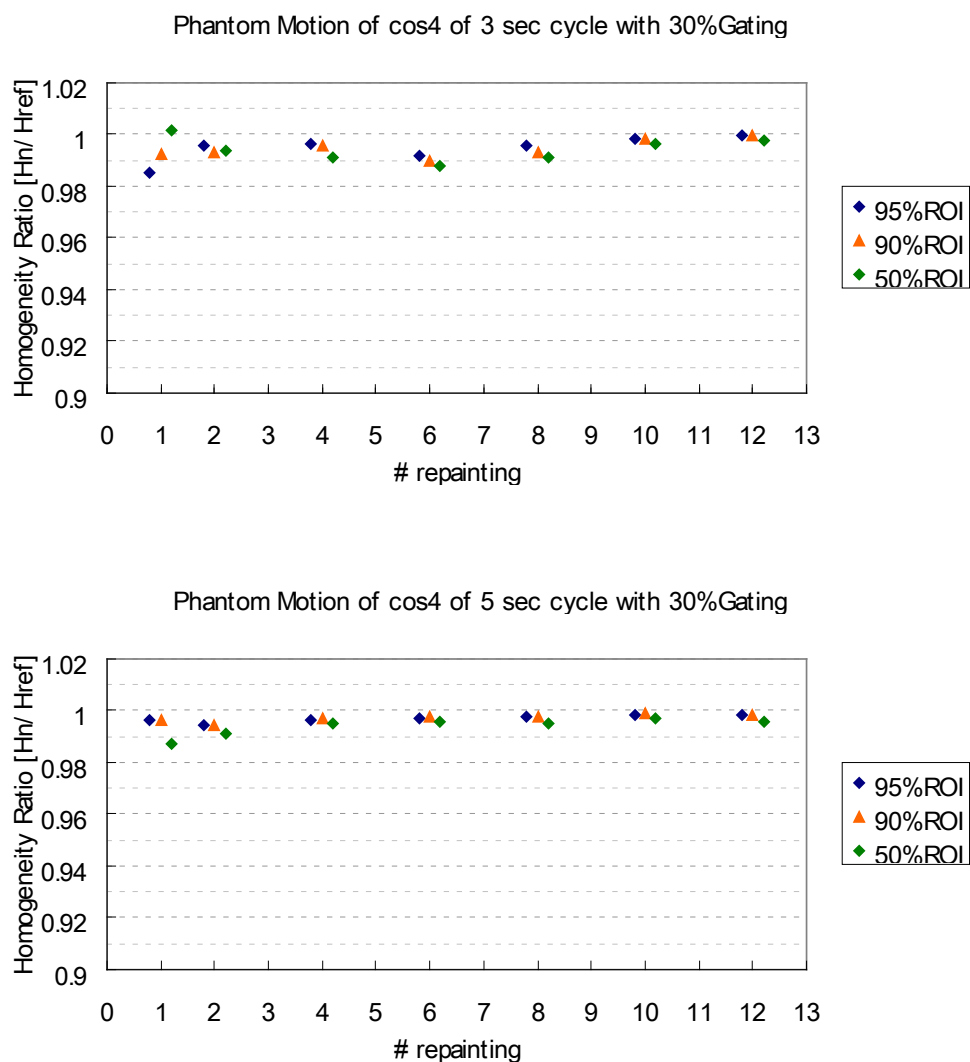 Phantom Motion of cos4 of 3 sec cycle with 30%Gating
Homogeneity Ratio [Hn/ Href]
1.02
1
0.98
0.96
0.94
0.92
0.9
0 1 2 3 4 5 6 7 8 9 10 11 12 13
# repainting
95%ROI
90%ROI
50%ROI
Phantom Motion of cos4 of 5 sec cycle with 30%Gating
Homogeneity Ratio [Hn/ Href]
1.02
1
0.98
0.96
0.94
0.92
0.9
0 1 2 3 4 5 6 7 8 9 10 11 12 13
# repainting
95%ROI
90%ROI
50%ROI